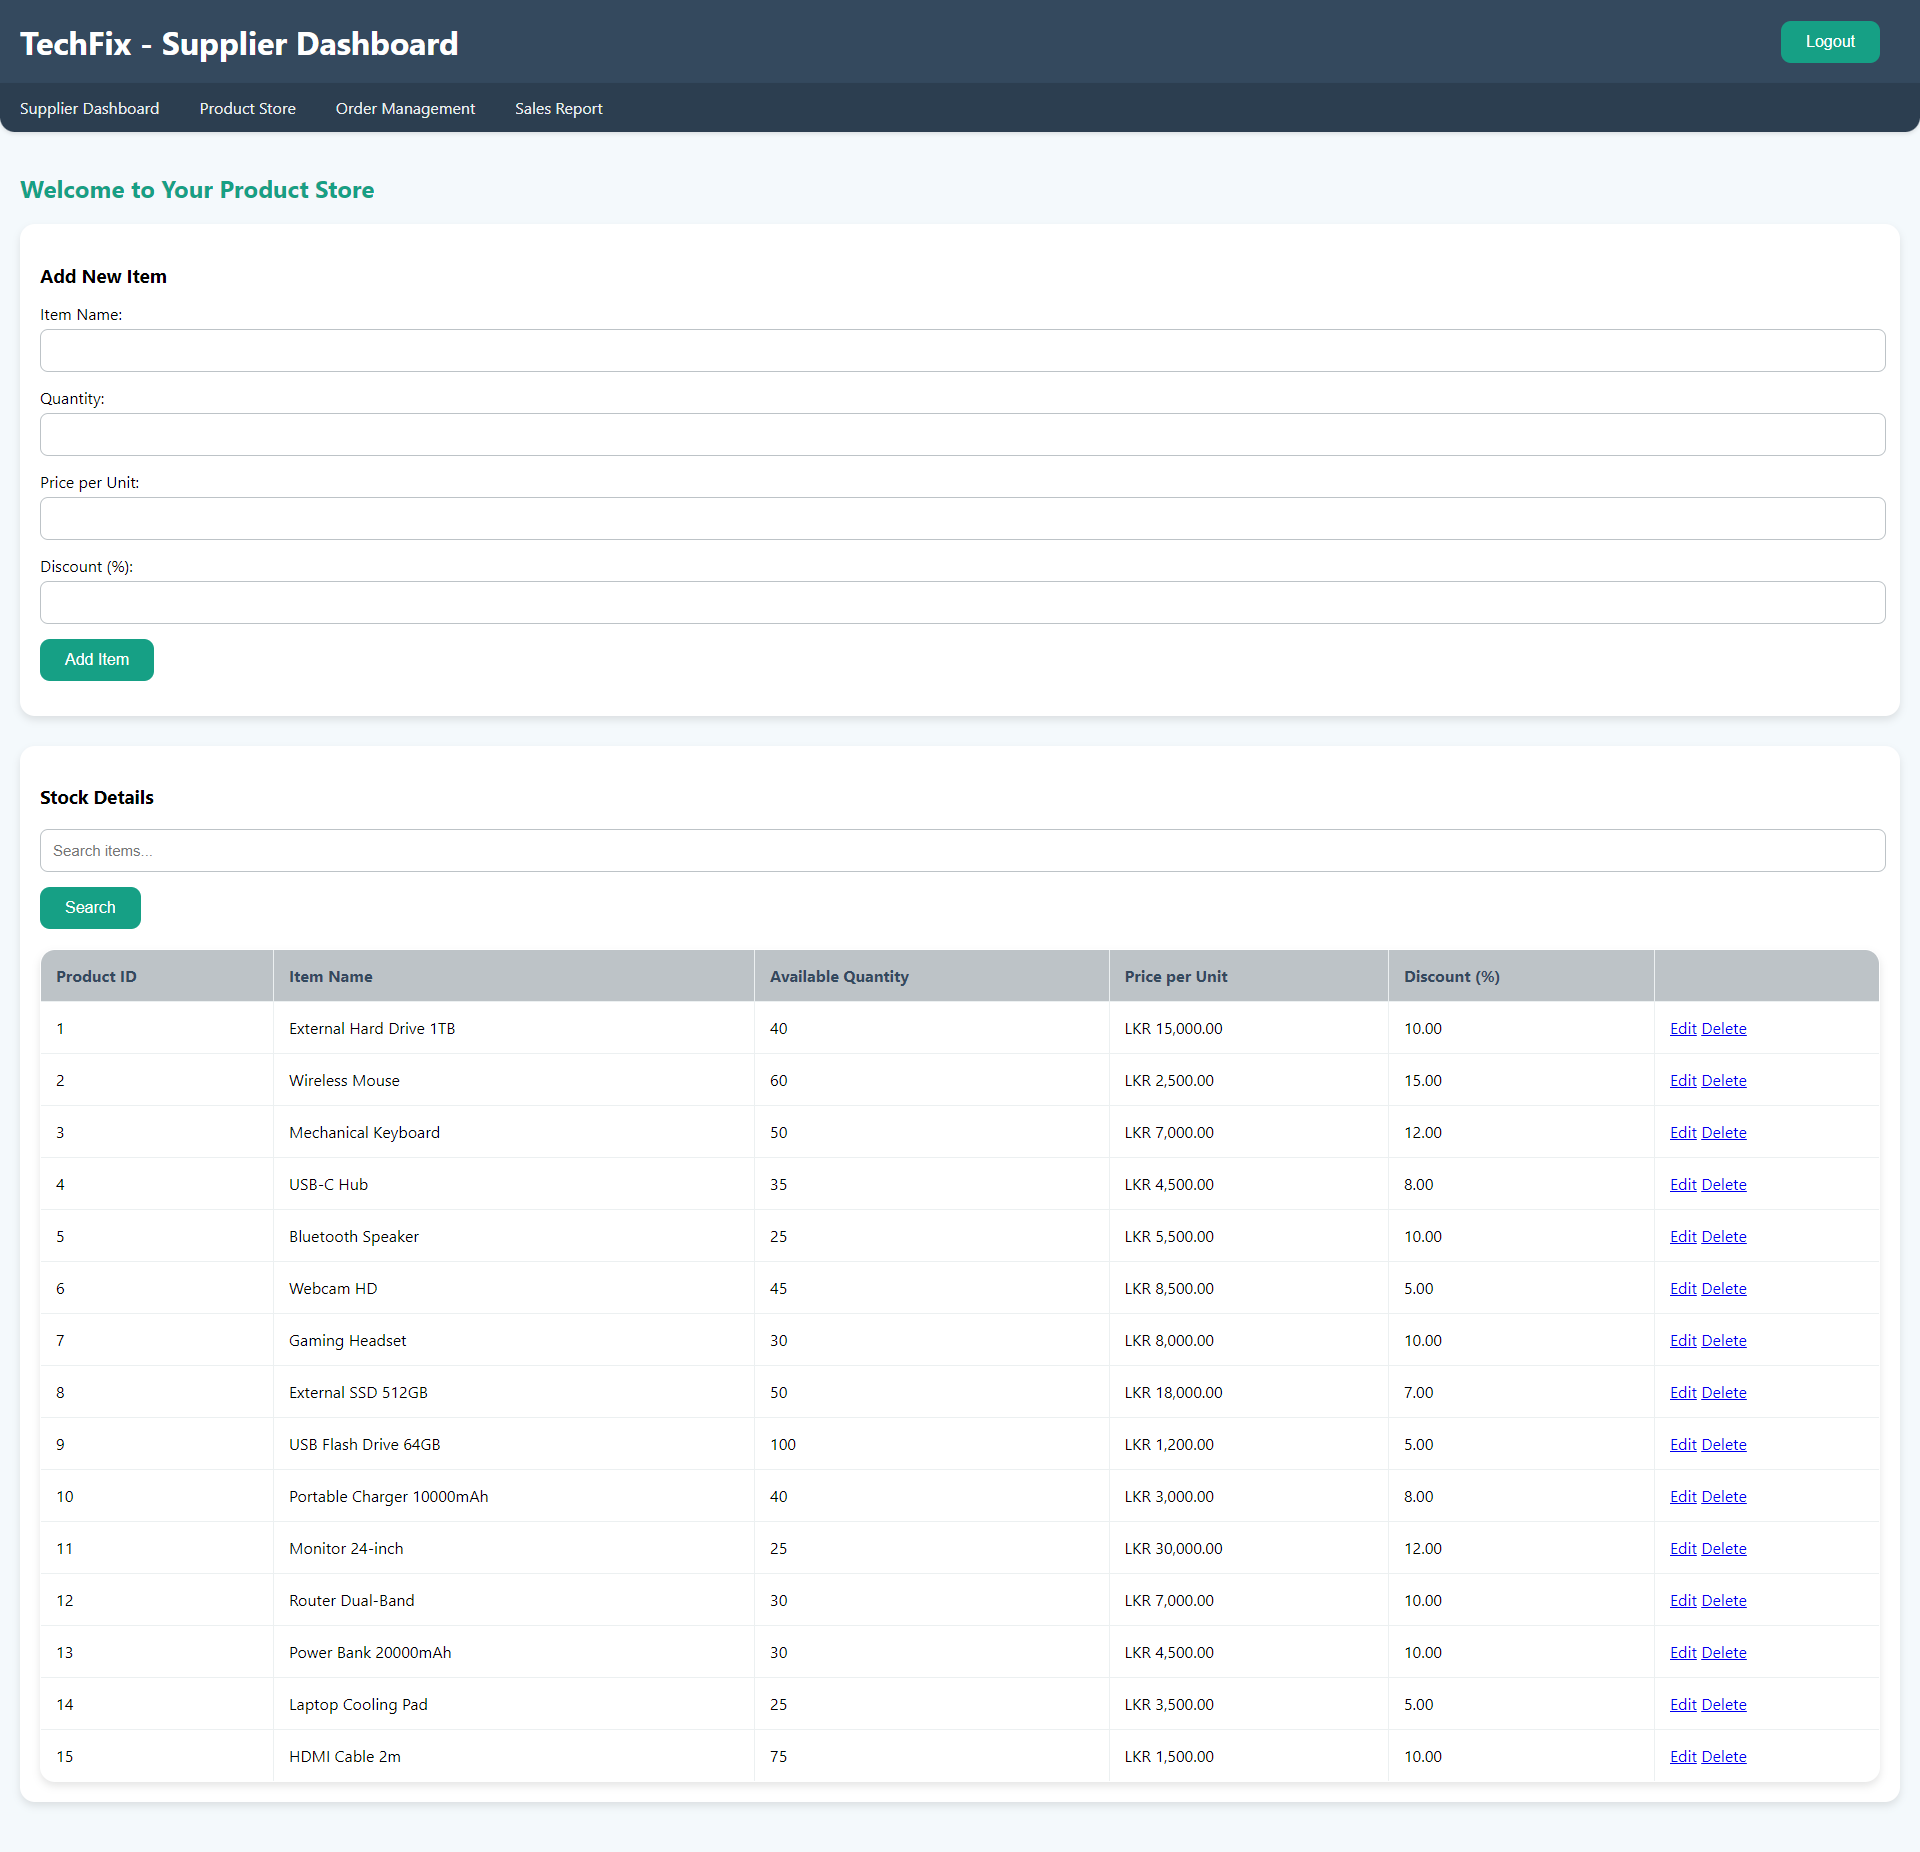 TechFix - Supplier Dashboard
Logout
Supplier Dashboard Product Store Order Management Sales Report
Welcome to Your Product Store
Add New Item
Item Name:
Quantity:
Price per Unit:
Discount (%):
Add Item
Stock Details
Search items...
Search
Product ID Item Name Available Quantity Price per Unit Discount (%)
1 External Hard Drive 1TB 40 LKR 15,000.00 10.00 Edit Delete
2 Wireless Mouse 60 LKR 2,500.00 15.00 Edit Delete
3 Mechanical Keyboard 50 LKR 7,000.00 12.00 Edit Delete
4 USB-C Hub 35 LKR 4,500.00 8.00 Edit Delete
5 Bluetooth Speaker 25 LKR 5,500.00 10.00 Edit Delete
6 Webcam HD 45 LKR 8,500.00 5.00 Edit Delete
7 Gaming Headset 30 LKR 8,000.00 10.00 Edit Delete
8 External SSD 512GB 50 LKR 18,000.00 7.00 Edit Delete
9 USB Flash Drive 64GB 100 LKR 1,200.00 5.00 Edit Delete
10 Portable Charger 10000mAh 40 LKR 3,000.00 8.00 Edit Delete
11 Monitor 24-inch 25 LKR 30,000.00 12.00 Edit Delete
12 Router Dual-Band 30 LKR 7,000.00 10.00 Edit Delete
13 Power Bank 20000mAh 30 LKR 4,500.00 10.00 Edit Delete
14 Laptop Cooling Pad 25 LKR 3,500.00 5.00 Edit Delete
15 HDMI Cable 2m 75 LKR 1,500.00 10.00 Edit Delete